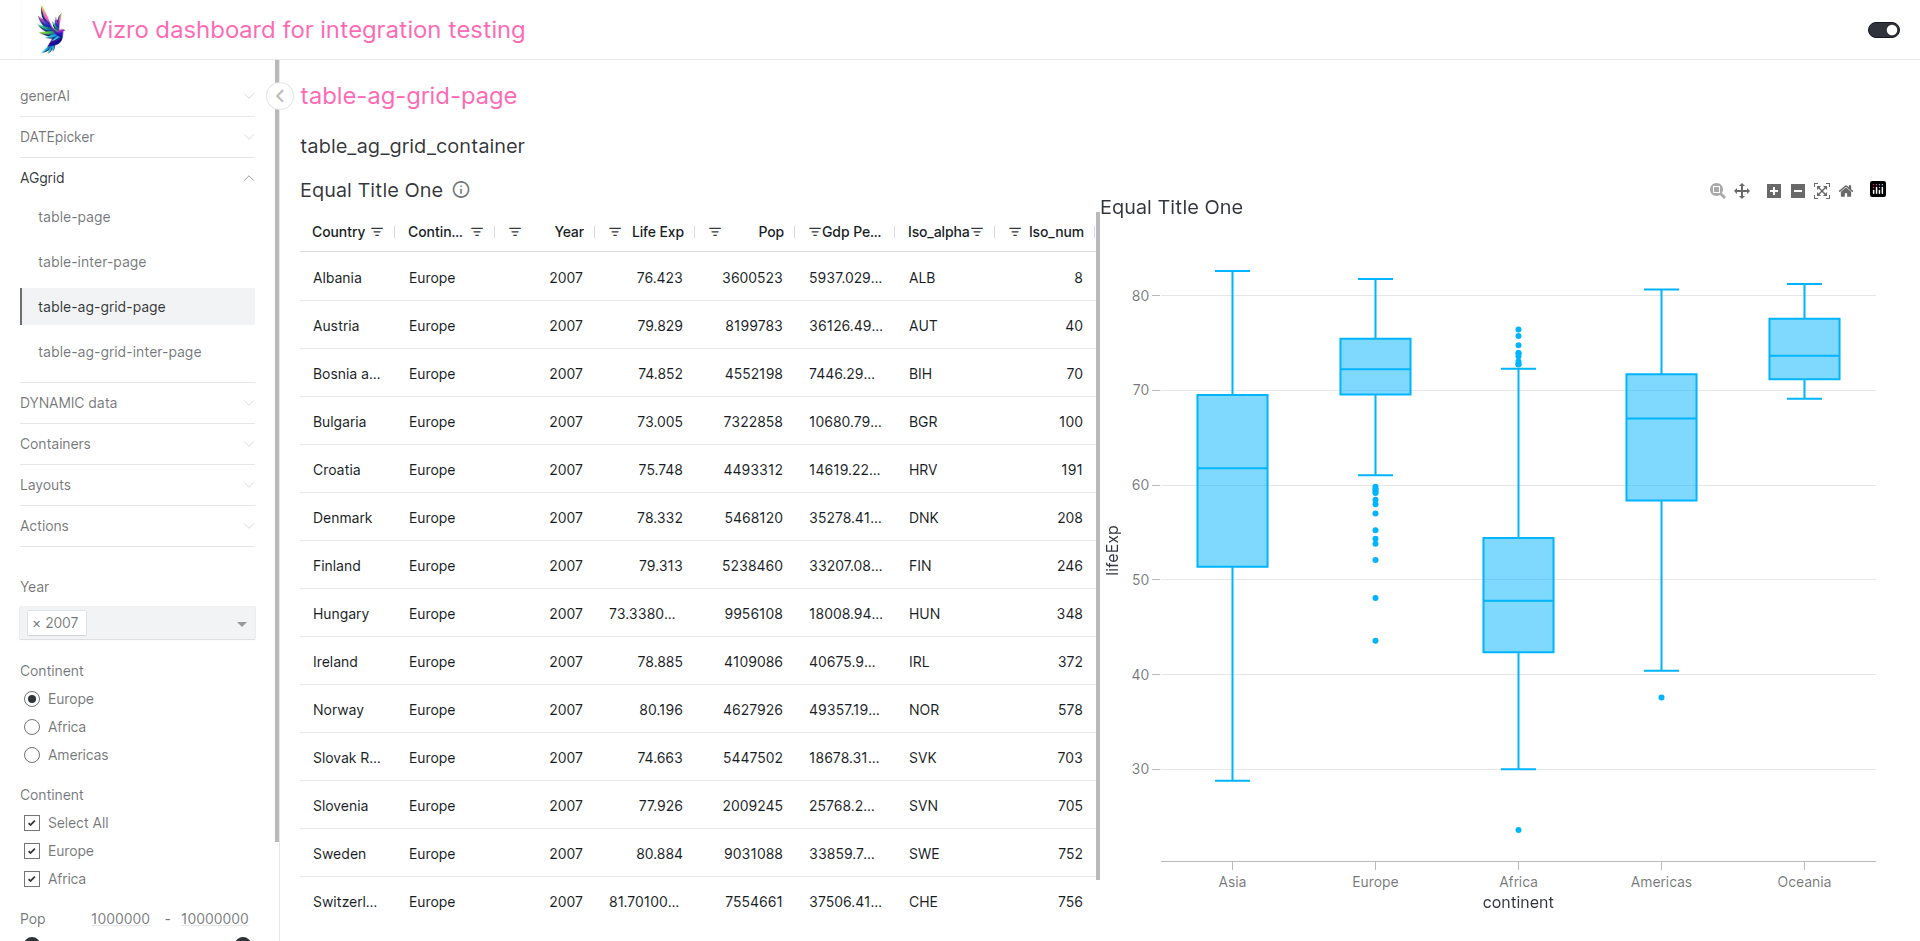 Vizro dashboard for integration testing
generAI
DATEpicker
AGgrid
table-page
table-inter-page
table-ag-grid-page
table-ag-grid-inter-page
DYNAMIC data
Containers
Layouts
Actions
Year
× 2007
Continent
Europe
Africa
Americas
Continent
Select All
Europe
Africa
Pop 1000000 - 10000000
table-ag-grid-page
table_ag_grid_container
Equal Title One
Country Contin... Year Life Exp Pop Gdp Pe... Iso_alpha Iso_num
Albania Europe 2007 76.423 3600523 5937.029... ALB 8
Austria Europe 2007 79.829 8199783 36126.49... AUT 40
Bosnia a... Europe 2007 74.852 4552198 7446.29... BIH 70
Bulgaria Europe 2007 73.005 7322858 10680.79... BGR 100
Croatia Europe 2007 75.748 4493312 14619.22... HRV 191
Denmark Europe 2007 78.332 5468120 35278.41... DNK 208
Finland Europe 2007 79.313 5238460 33207.08... FIN 246
Hungary Europe 2007 73.3380... 9956108 18008.94... HUN 348
Ireland Europe 2007 78.885 4109086 40675.9... IRL 372
Norway Europe 2007 80.196 4627926 49357.19... NOR 578
Slovak R... Europe 2007 74.663 5447502 18678.31... SVK 703
Slovenia Europe 2007 77.926 2009245 25768.2... SVN 705
Sweden Europe 2007 80.884 9031088 33859.7... SWE 752
Switzerl... Europe 2007 81.70100... 7554661 37506.41... CHE 756
Equal Title One
80
70
60
50
40
30
lifeExp
Asia Europe Africa Americas Oceania
continent